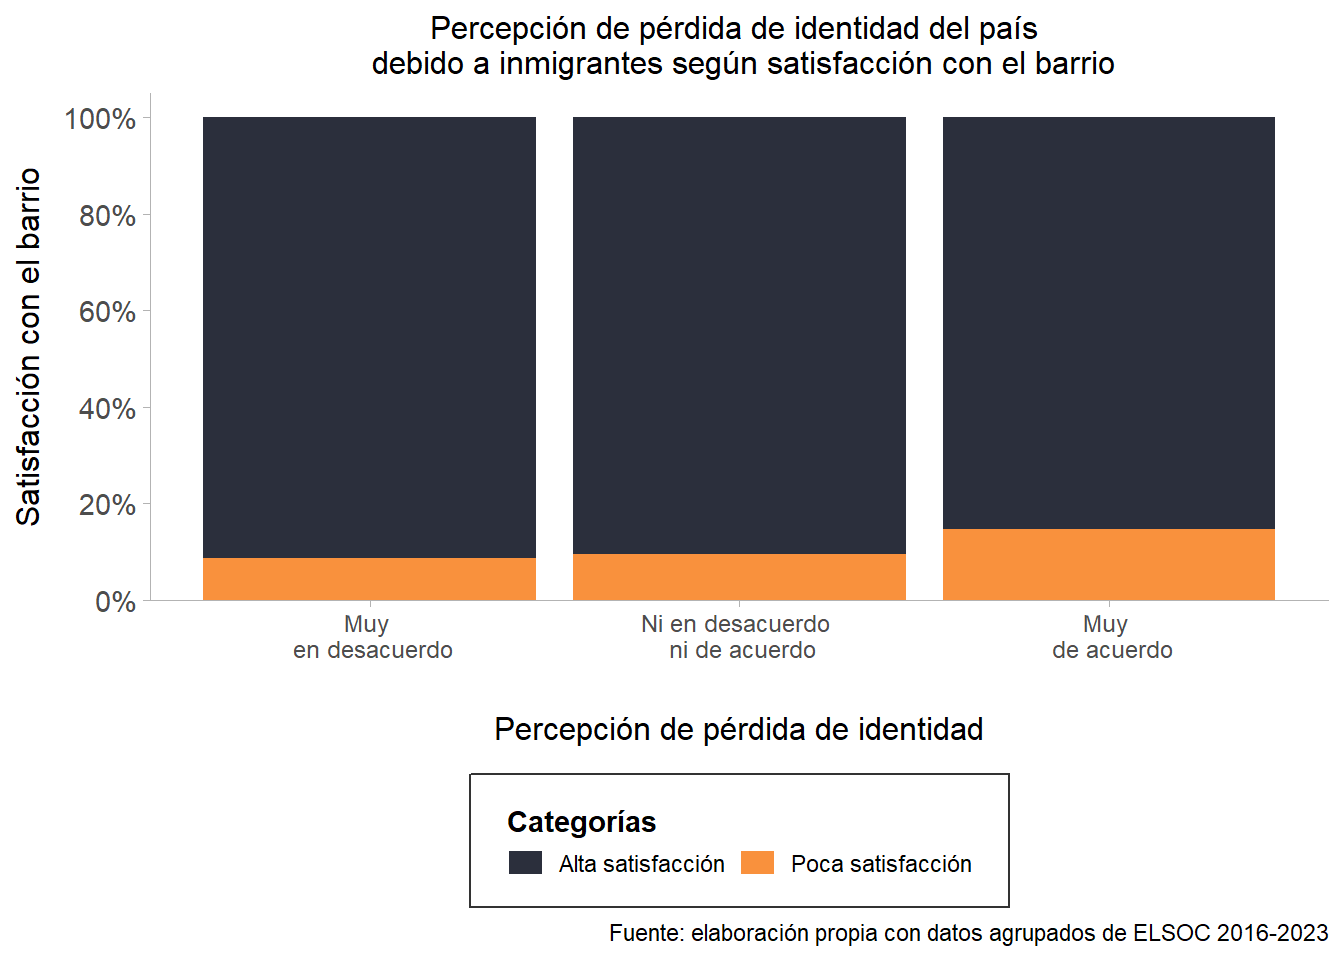 Percepción de pérdida de identidad del país
debido a inmigrantes según satisfacción con el barrio
Satisfacción con el barrio
100%
80%
60%
40%
20%
0%
Muy
en desacuerdo
Ni en desacuerdo
ni de acuerdo
Muy
de acuerdo
Percepción de pérdida de identidad
Categorías
Alta satisfacción
Poca satisfacción
Fuente: elaboración propia con datos agrupados de ELSOC 2016-2023